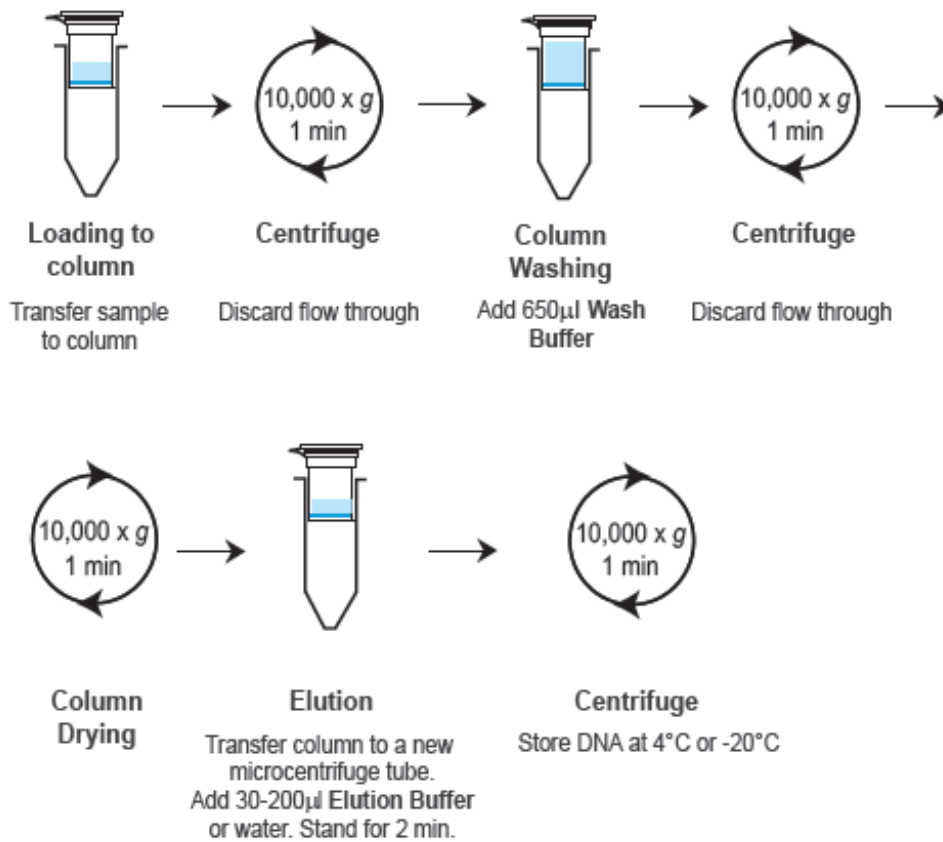 10,000 x g
1 min
10,000 x g
1 min
Loading to
column
Centrifuge
Column
Washing
Centrifuge
Transfer sample
to column
Discard flow through
Add 650µl Wash
Buffer
Discard flow through
10,000 x g
1 min
10,000 x g
1 min
Column
Drying
Elution
Centrifuge
Transfer column to a new
microcentrifuge tube.
Add 30-200µl Elution Buffer
or water. Stand for 2 min.
Store DNA at 4°C or -20°C